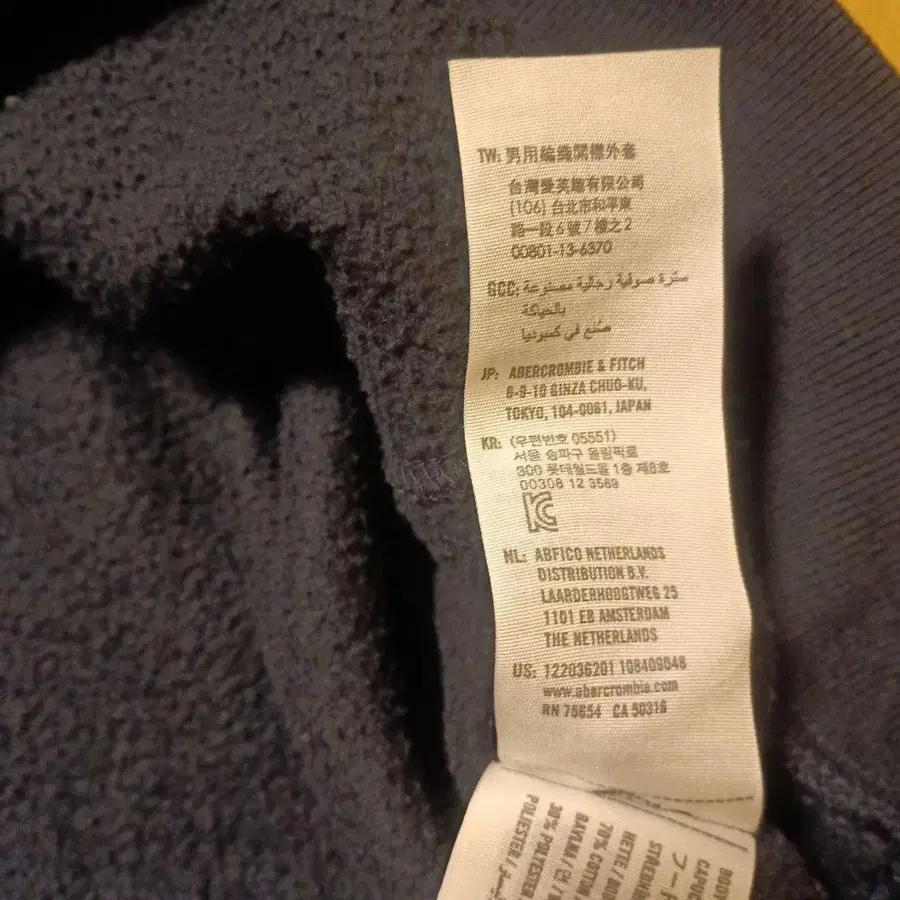 TW: 男用編織開襟外套
台灣愛芙趣有限公司
(106) 台北市和平東
路一段6號7樓之2
00801-13-6370
GCC: سترة صوفية رجالية مصنوعة
بالحياكة
صنع في كمبوديا
JP: ABERCROMBIE & FITCH
6-9-10 GINZA CHUO-KU,
TOKYO, 104-0061, JAPAN
KR: (우편번호 05551)
서울 송파구 올림픽로
300 롯데월드몰 1층 제8호
00308 12 3569
NL: ABFICO NETHERLANDS
DISTRIBUTION B.V.
LAARDERHOOGTWEG 25
1101 EB AMSTERDAM
THE NETHERLANDS
US: 122036201 108409048
www.abercrombie.com
RN 75654 CA 50316
70% COTTON
30% POLYESTER